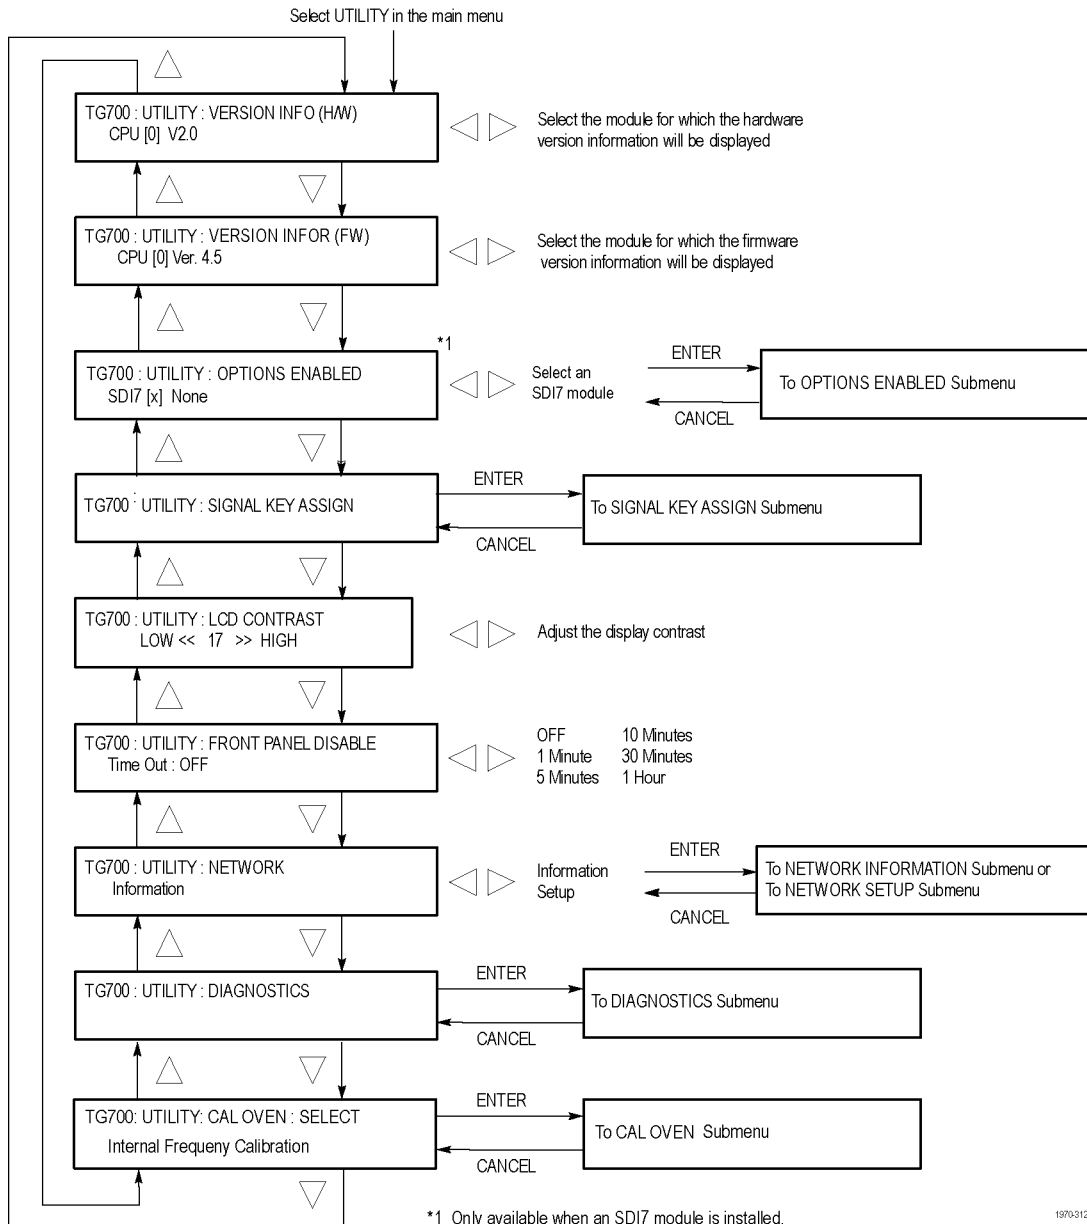 Select UTILITY in the main menu
TG700 : UTILITY : VERSION INFO (H/W)
CPU [0] V2.0
Select the module for which the hardware
version information will be displayed
TG700 : UTILITY : VERSION INFOR (FW)
CPU [0] Ver. 4.5
Select the module for which the firmware
version information will be displayed
*1
TG700 : UTILITY : OPTIONS ENABLED
SDI7 [x] None
Select an
SDI7 module
ENTER
CANCEL
To OPTIONS ENABLED Submenu
TG700 : UTILITY : SIGNAL KEY ASSIGN
ENTER
CANCEL
To SIGNAL KEY ASSIGN Submenu
TG700 : UTILITY : LCD CONTRAST
LOW << 17 >> HIGH
Adjust the display contrast
TG700 : UTILITY : FRONT PANEL DISABLE
Time Out : OFF
OFF 10 Minutes
1 Minute 30 Minutes
5 Minutes 1 Hour
TG700 : UTILITY : NETWORK
Information
Information
Setup
ENTER
CANCEL
To NETWORK INFORMATION Submenu or
To NETWORK SETUP Submenu
TG700 : UTILITY : DIAGNOSTICS
ENTER
CANCEL
To DIAGNOSTICS Submenu
TG700: UTILITY: CAL OVEN : SELECT
Internal Frequeny Calibration
ENTER
CANCEL
To CAL OVEN Submenu
*1 Only available when an SDI7 module is installed.
1970-312